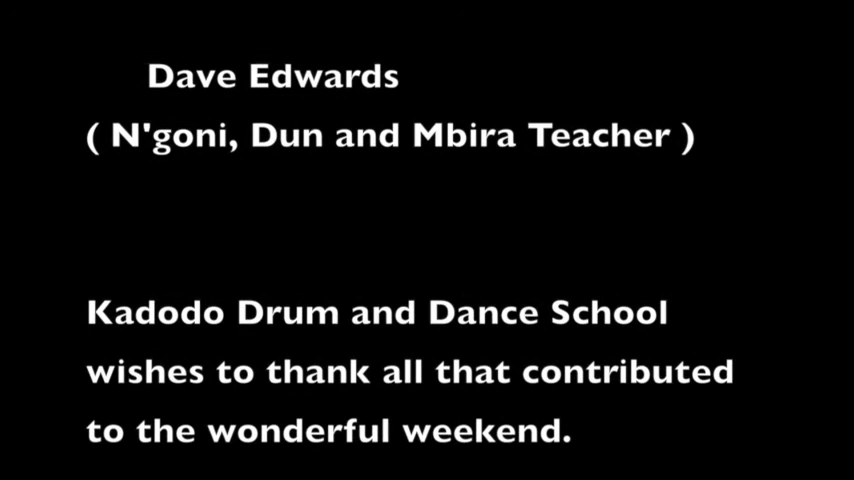 Dave Edwards
( N'goni, Dun and Mbira Teacher )
Kadodo Drum and Dance School
wishes to thank all that contributed
to the wonderful weekend.